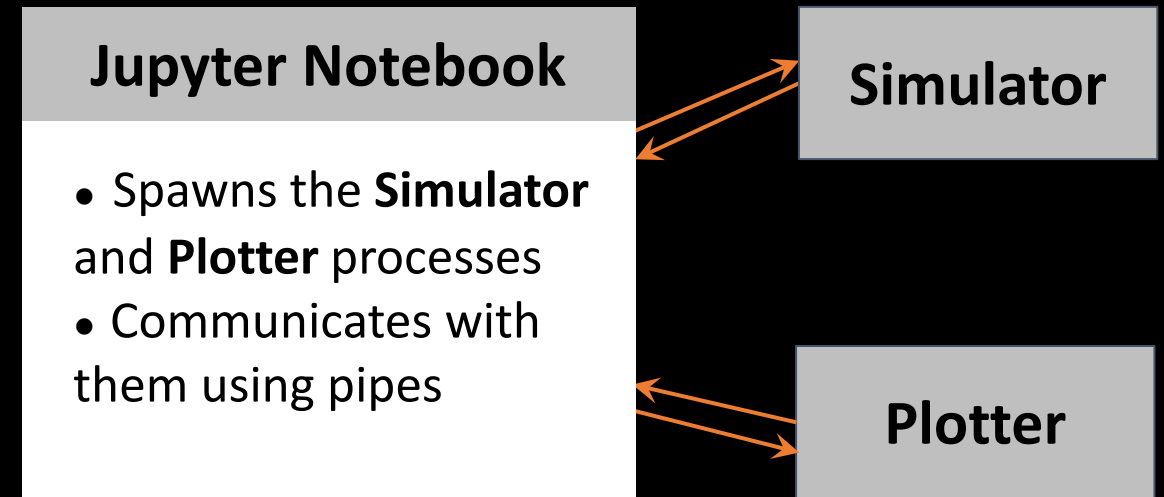 Jupyter Notebook
Simulator
● Spawns the Simulator
and Plotter processes
● Communicates with
them using pipes
Plotter